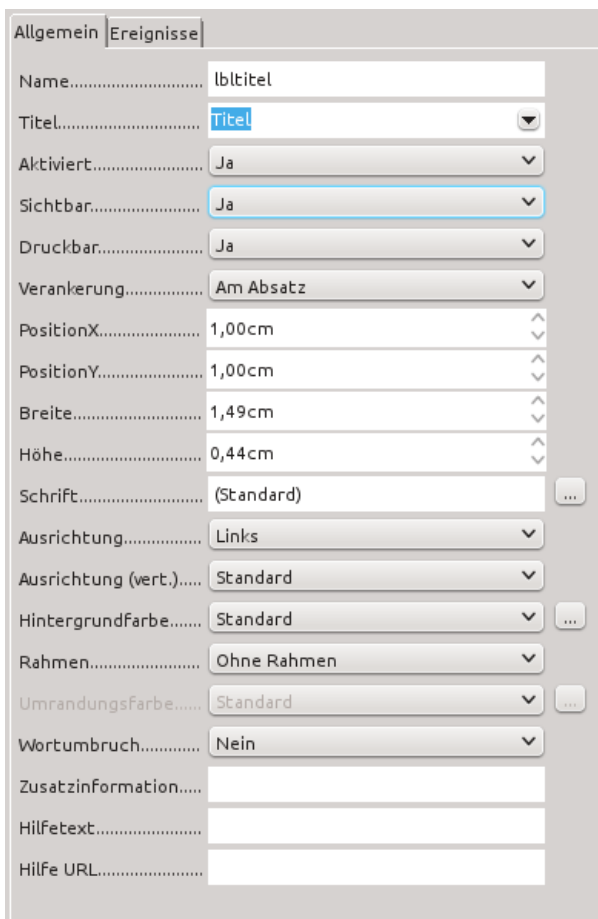 Allgemein Ereignisse
Name........................... lbltitel
Titel............................. Titel
Aktiviert....................... Ja
Sichtbar....................... Ja
Druckbar...................... Ja
Verankerung................ Am Absatz
PositionX..................... 1,00cm
PositionY..................... 1,00cm
Breite.......................... 1,49cm
Höhe............................ 0,44cm
Schrift......................... (Standard) ...
Ausrichtung................. Links
Ausrichtung (vert.)..... Standard
Hintergrundfarbe....... Standard ...
Rahmen....................... Ohne Rahmen
Umrandungsfarbe...... Standard ...
Wortumbruch............. Nein
Zusatzinformation.....
Hilfetext......................
Hilfe URL......................